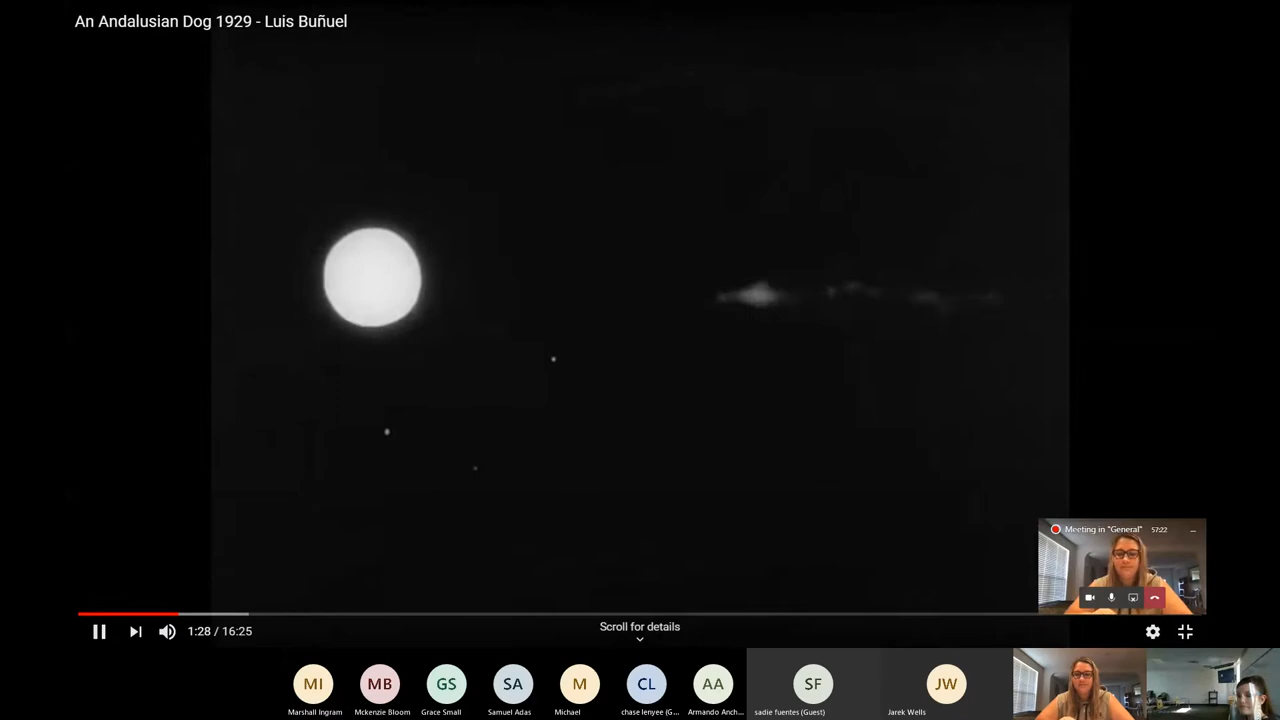 An Andalusian Dog 1929 - Luis Buñuel
Meeting in "General" 57:22
1:28 / 16:25
Scroll for details
MI
MB
GS
SA
M
CL
AA
SF
JW
Marshall Ingram
Mckenzie Bloom
Grace Small
Samuel Adas
Michael
chase lenyee (G...
Armando Anch...
sadie fuentes (Guest)
Jarek Wells